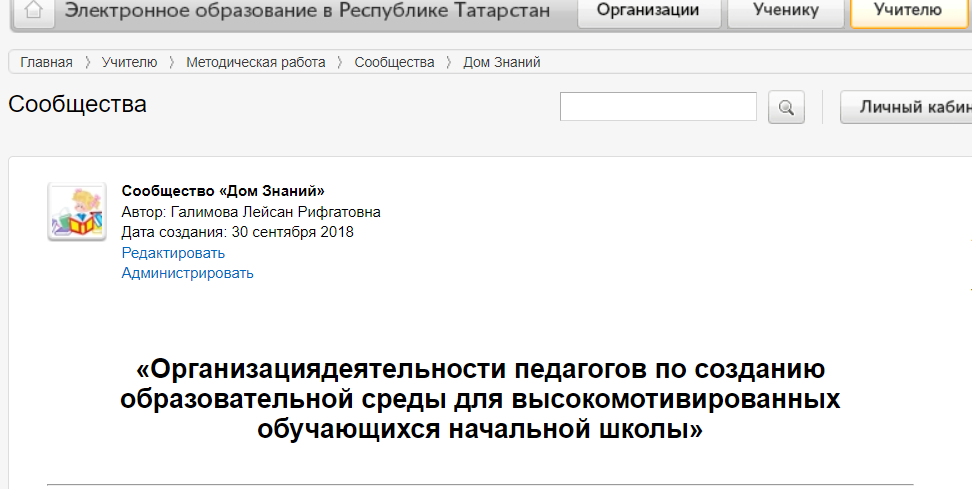 Электронное образование в Республике Татарстан Организации Ученику Учителю
Главная 〉 Учителю 〉 Методическая работа 〉 Сообщества 〉 Дом Знаний
Сообщества
Личный кабин
Сообщество «Дом Знаний»
Автор: Галимова Лейсан Рифгатовна
Дата создания: 30 сентября 2018
Редактировать
Администрировать
«Организациядеятельности педагогов по созданию
образовательной среды для высокомотивированных
обучающихся начальной школы»